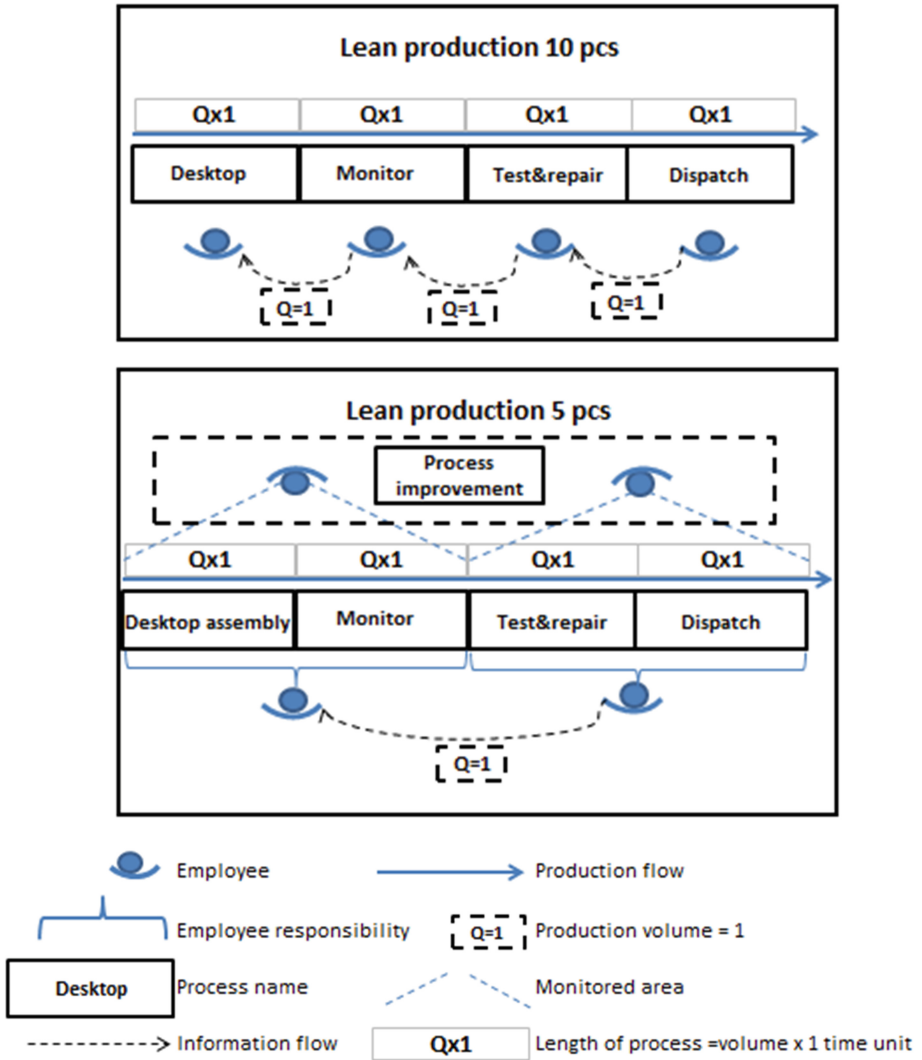 Lean production 10 pcs
Qx1 Qx1 Qx1 Qx1
Desktop Monitor Test&repair Dispatch
Q=1 Q=1 Q=1
Lean production 5 pcs
Process
improvement
Qx1 Qx1 Qx1 Qx1
Desktop assembly Monitor Test&repair Dispatch
Q=1
Employee Production flow
Employee responsibility Q=1 Production volume = 1
Desktop Process name Monitored area
Information flow Qx1 Length of process =volume x 1 time unit